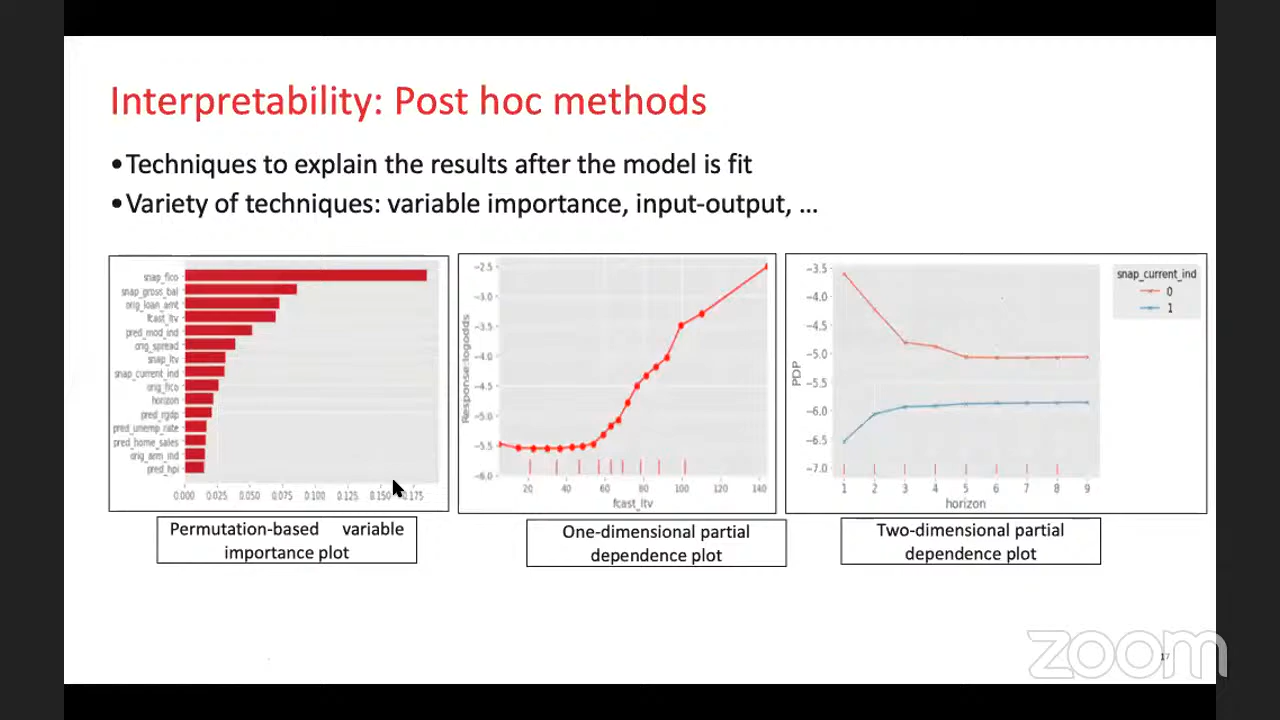 Interpretability: Post hoc methods
•Techniques to explain the results after the model is fit
•Variety of techniques: variable importance, input-output, ...
snap_fico
snap_gross_bal
orig_loan_amt
fcast_ltv
pred_mod_ind
orig_spread
snap_ltv
snap_current_ind
orig_fico
horizon
pred_rgdp
pred_unemp_rate
pred_home_sales
orig_arm_ind
pred_hpi
0.000 0.025 0.050 0.075 0.100 0.125 0.150 0.175
Permutation-based variable
importance plot
Response:logodds
−2.5
−3.0
−3.5
−4.0
−4.5
−5.0
−5.5
−6.0
20 40 60 80 100 120 140
fcast_ltv
One-dimensional partial
dependence plot
PDP
−3.5
−4.0
−4.5
−5.0
−5.5
−6.0
−6.5
−7.0
1 2 3 4 5 6 7 8 9
horizon
snap_current_ind
0
1
Two-dimensional partial
dependence plot
zoom
17